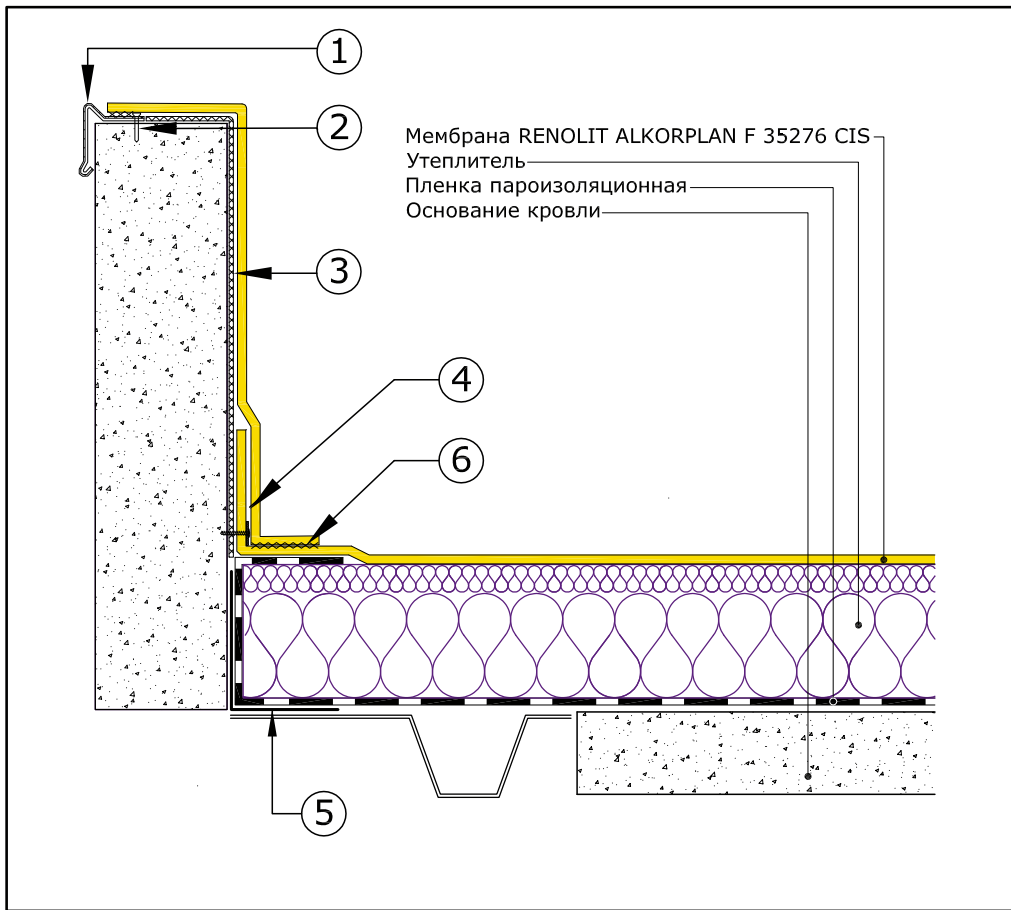 1
2
Мембрана RENOLIT ALKORPLAN F 35276 CIS
Утеплитель
Пленка пароизоляционная
Основание кровли
3
4
6
5